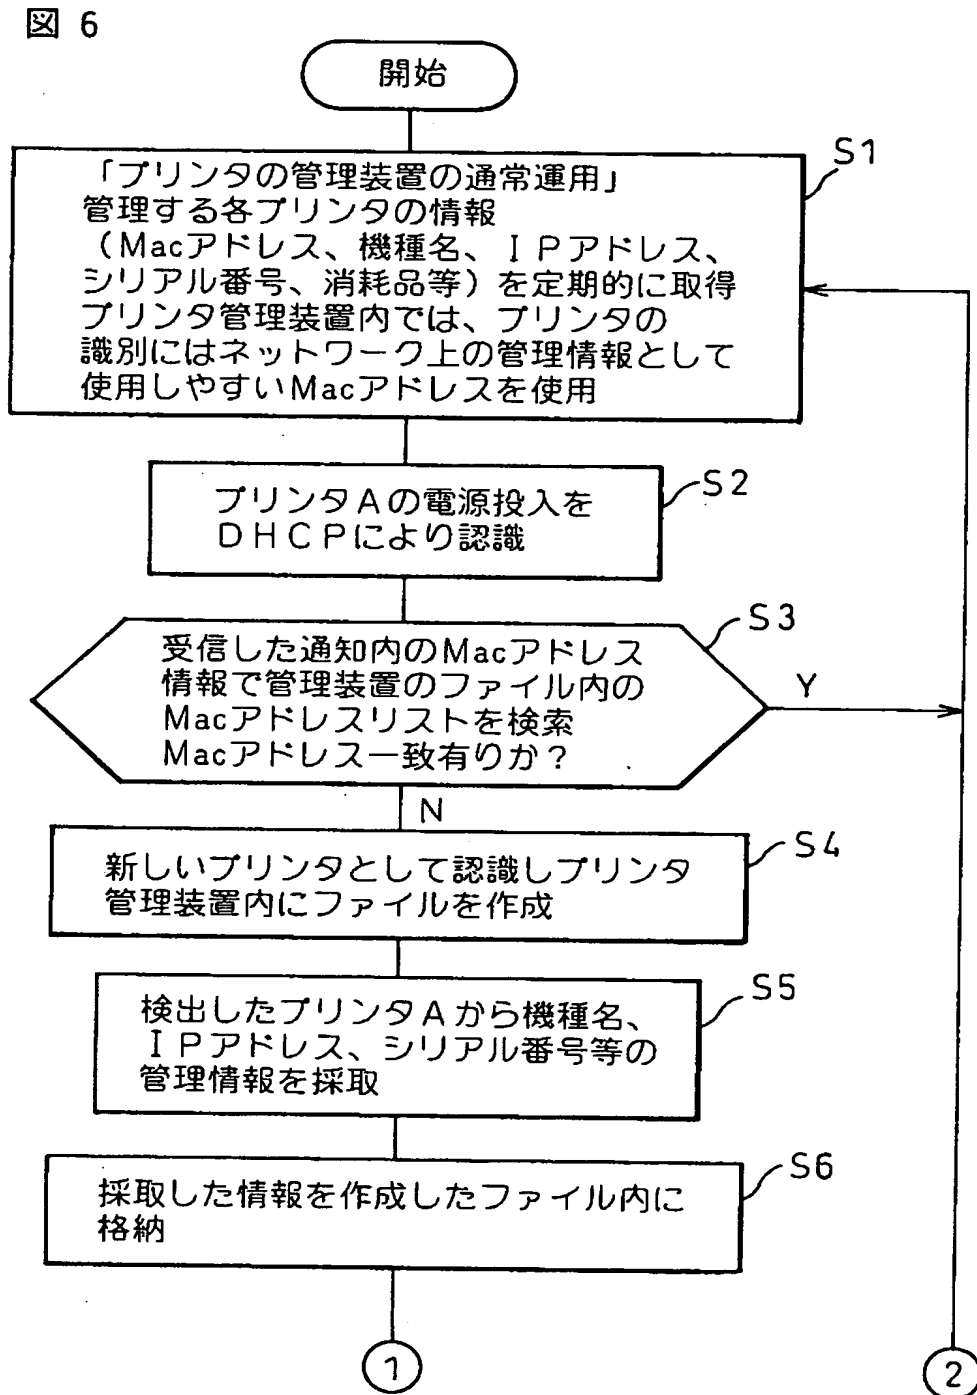 図 6
開始
S1
「プリンタの管理装置の通常運用」
管理する各プリンタの情報
(Macアドレス、機種名、IPアドレス、
シリアル番号、消耗品等)を定期的に取得
プリンタ管理装置内では、プリンタの
識別にはネットワーク上の管理情報として
使用しやすいMacアドレスを使用
S2
プリンタAの電源投入を
DHCPにより認識
S3
受信した通知内のMacアドレス
情報で管理装置のファイル内の
Macアドレスリストを検索
Macアドレス一致有りか?
Y
N
S4
新しいプリンタとして認識しプリンタ
管理装置内にファイルを作成
S5
検出したプリンタAから機種名、
IPアドレス、シリアル番号等の
管理情報を採取
S6
採取した情報を作成したファイル内に
格納
1
2